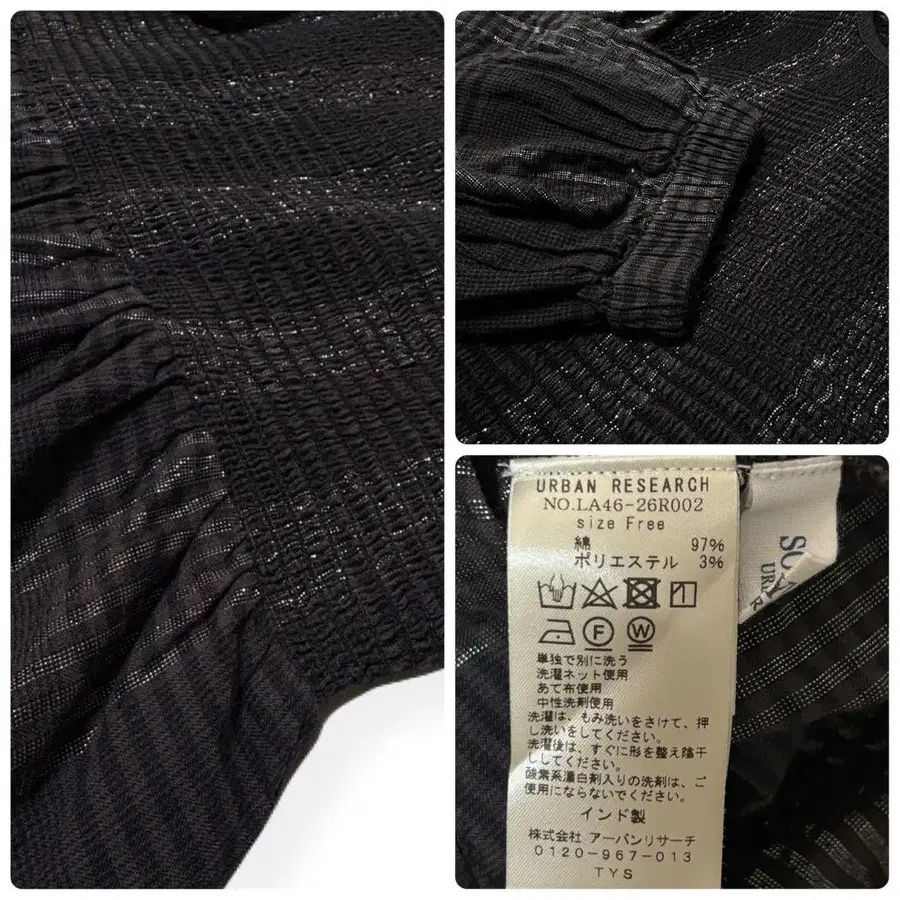 URBAN RESEARCH
NO.LA46-26R002
size Free
綿 97%
ポリエステル 3%
F W
単独で別に洗う
洗濯ネット使用
あて布使用
中性洗剤使用
洗濯は、もみ洗いをさけて、押
し洗いをしてください。
洗濯後は、すぐに形を整え陰干
ししてください。
酸素系漂白剤入りの洗剤は、ご
使用にならないでください。
インド製
株式会社 アーバンリサーチ
0120-967-013
TYS